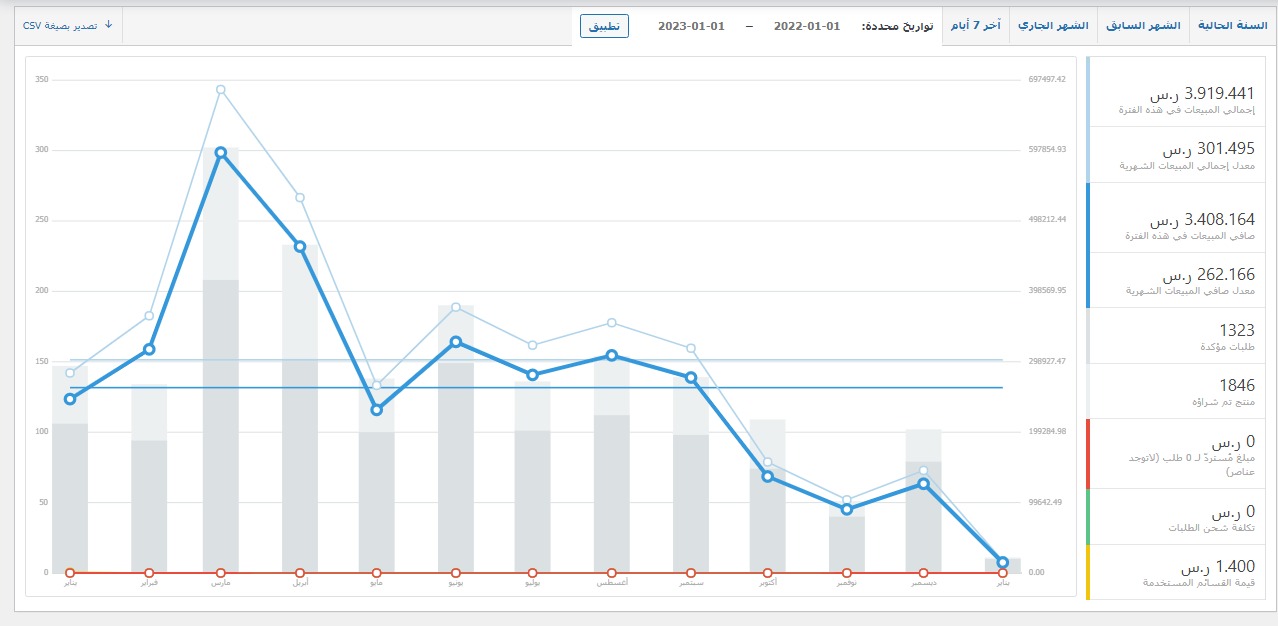 السنة الحالية
الشهر السابق
الشهر الجاري
آخر 7 أيام
تواريخ محددة:
2022-01-01
–
2023-01-01
تطبيق
↓ تصدير بصيغة CSV
3.919.441 ر.س
إجمالي المبيعات في هذه الفترة
301.495 ر.س
معدل إجمالي المبيعات الشهرية
3.408.164 ر.س
صافي المبيعات في هذه الفترة
262.166 ر.س
معدل صافي المبيعات الشهرية
1323
طلبات مؤكدة
1846
منتج تم شراؤه
0 ر.س
مبلغ مُستردّ لـ 0 طلب (لاتوجد
عناصر)
0 ر.س
تكلفة شحن الطلبات
1.400 ر.س
قيمة القسائم المستخدمة
697497.42
597854.93
498212.44
398569.95
298927.47
199284.98
99642.49
0.00
350
300
250
200
150
100
50
0
يناير
فبراير
مارس
أبريل
مايو
يونيو
يوليو
أغسطس
سبتمبر
أكتوبر
نوفمبر
ديسمبر
يناير